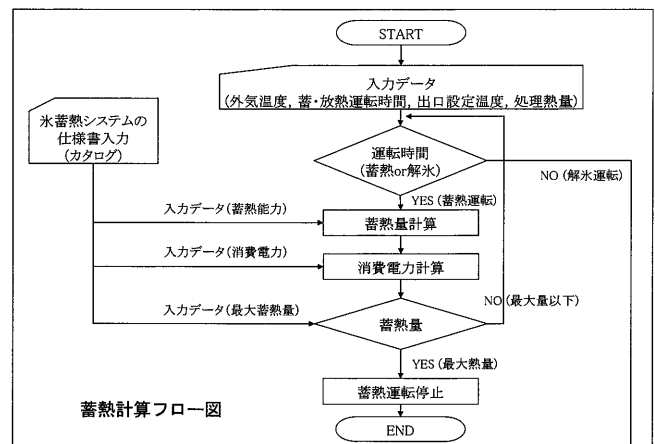 START
入力データ
(外気温度, 蓄・放熱運転時間, 出口設定温度, 処理熱量)
氷蓄熱システムの
仕様書入力
(カタログ)
運転時間
(蓄熱or解氷)
NO (解氷運転)
YES (蓄熱運転)
入力データ(蓄熱能力)
蓄熱量計算
入力データ(消費電力)
消費電力計算
NO (最大量以下)
入力データ(最大蓄熱量)
蓄熱量
YES (最大熱量)
蓄熱運転停止
蓄熱計算フロー図
END